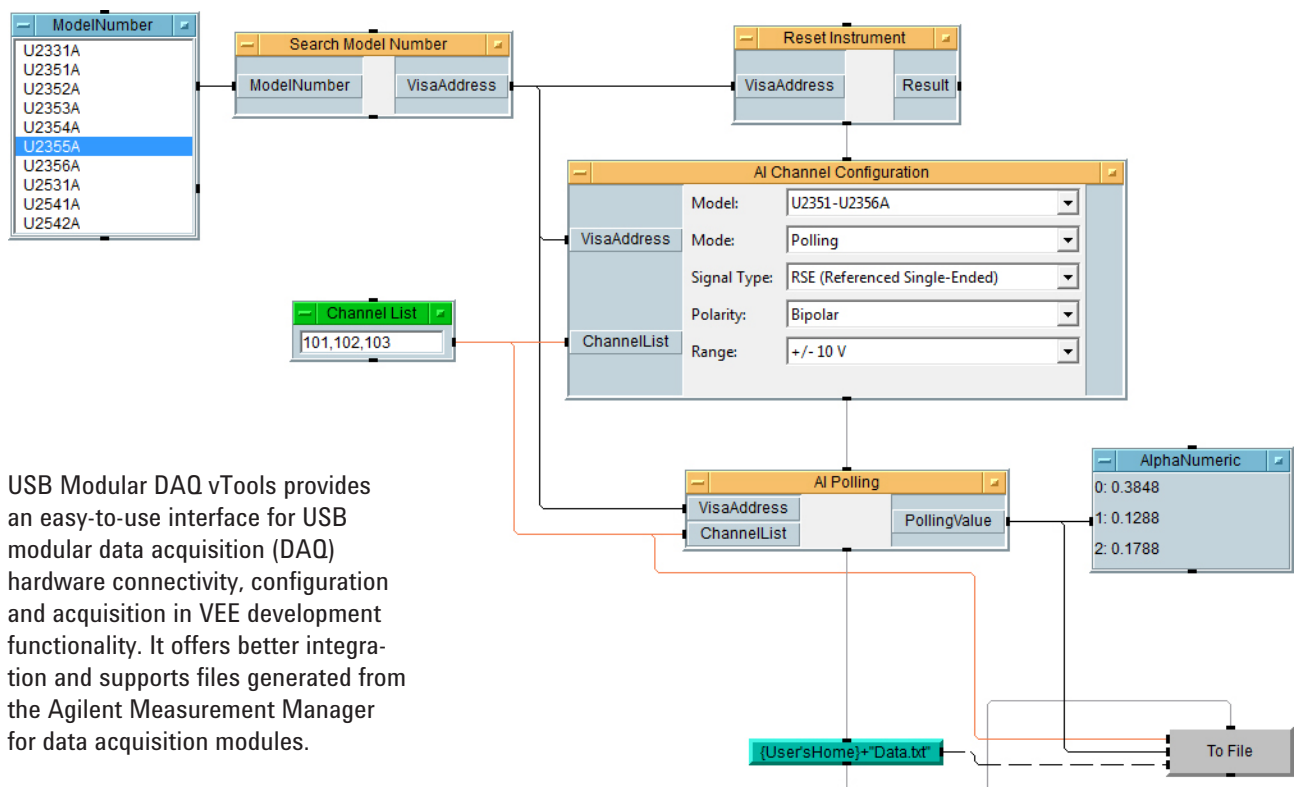 ModelNumber
U2331A
U2351A
U2352A
U2353A
U2354A
U2355A
U2356A
U2531A
U2541A
U2542A
Search Model Number
ModelNumber
VisaAddress
Reset Instrument
VisaAddress
Result
AI Channel Configuration
VisaAddress
ChannelList
Model: U2351-U2356A
Mode: Polling
Signal Type: RSE (Referenced Single-Ended)
Polarity: Bipolar
Range: +/- 10 V
Channel List
101,102,103
AI Polling
VisaAddress
ChannelList
PollingValue
AlphaNumeric
0: 0.3848
1: 0.1288
2: 0.1788
USB Modular DAQ vTools provides
an easy-to-use interface for USB
modular data acquisition (DAQ)
hardware connectivity, configuration
and acquisition in VEE development
functionality. It offers better integra-
tion and supports files generated from
the Agilent Measurement Manager
for data acquisition modules.
{User'sHome}+"Data.txt"
To File